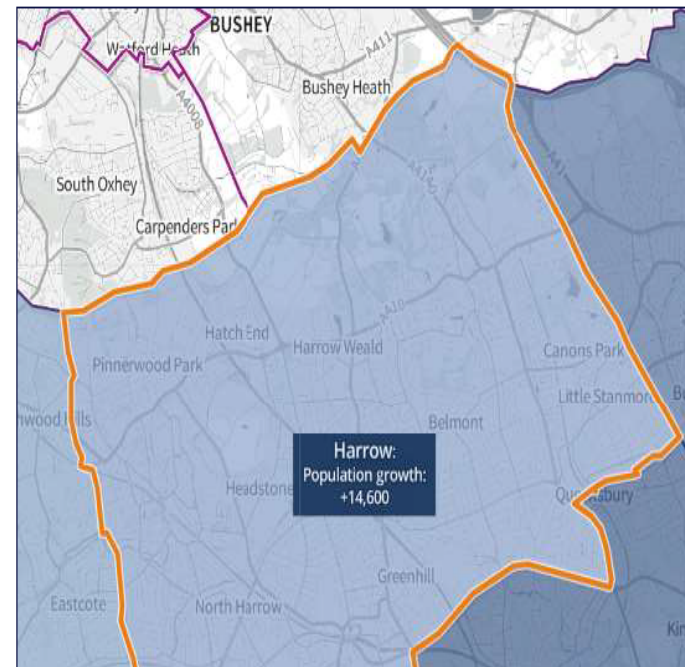 BUSHEY
Watford Heath
A411
A4008
Bushey Heath
South Oxhey
A41
A4140
Carpenders Park
A410
Hatch End
Harrow Weald
Pinnerwood Park
Canons Park
Little Stanmore
Belmont
Harrow:
Population growth:
+14,600
Headstone
Queensbury
Greenhill
Eastcote
North Harrow